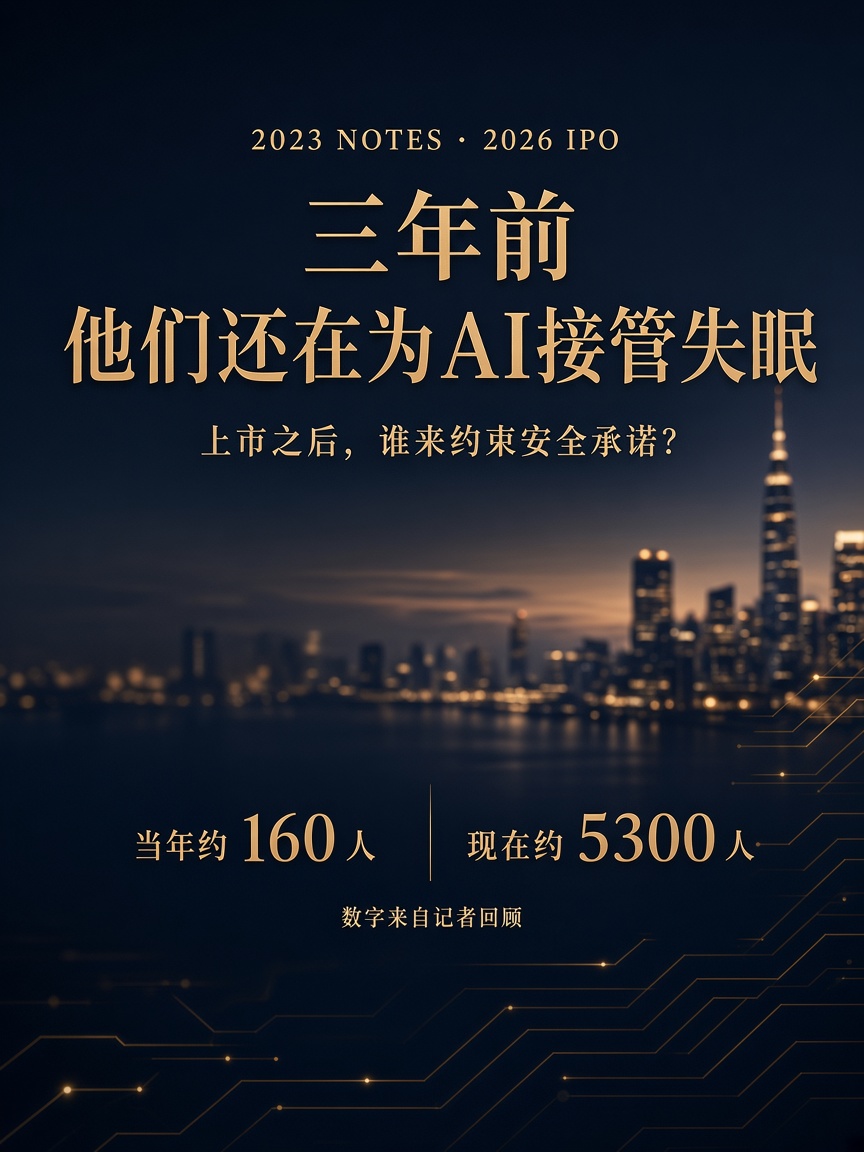 2023 NOTES · 2026 IPO
三年前
他们还在为AI接管失眠
上市之后，谁来约束安全承诺？
当年约 160 人
现在约 5300 人
数字来自记者回顾